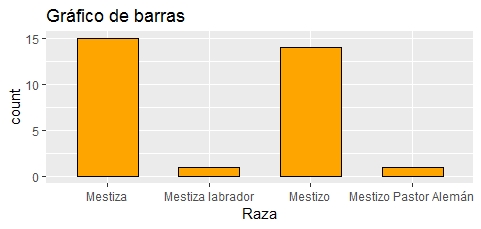 Gráfico de barras
15
10
5
0
count
Mestiza
Mestiza labrador
Mestizo
Mestizo Pastor Alemán
Raza